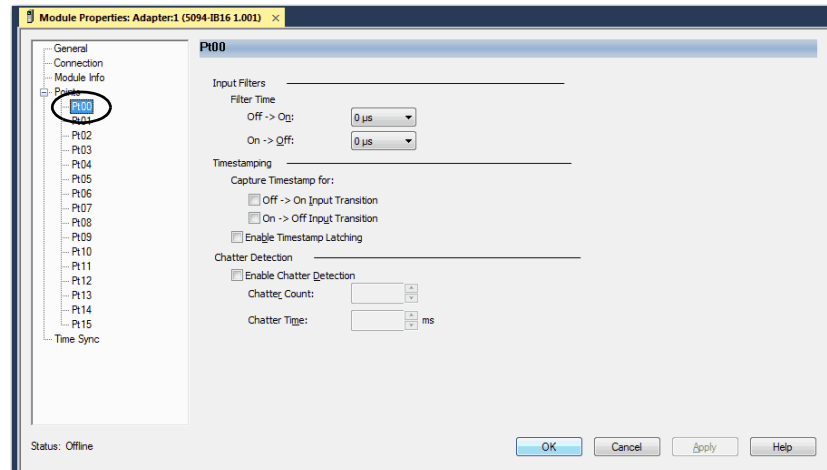 Module Properties: Adapter:1 (5094-IB16 1.001) ×
General
Connection
Module Info
Points
Pt00
Pt01
Pt02
Pt03
Pt04
Pt05
Pt06
Pt07
Pt08
Pt09
Pt10
Pt11
Pt12
Pt13
Pt14
Pt15
Time Sync
Pt00
Input Filters
Filter Time
Off -> On: 0 µs
On -> Off: 0 µs
Timestamping
Capture Timestamp for:
Off -> On Input Transition
On -> Off Input Transition
Enable Timestamp Latching
Chatter Detection
Enable Chatter Detection
Chatter Count:
Chatter Time: ms
Status: Offline
OK Cancel Apply Help